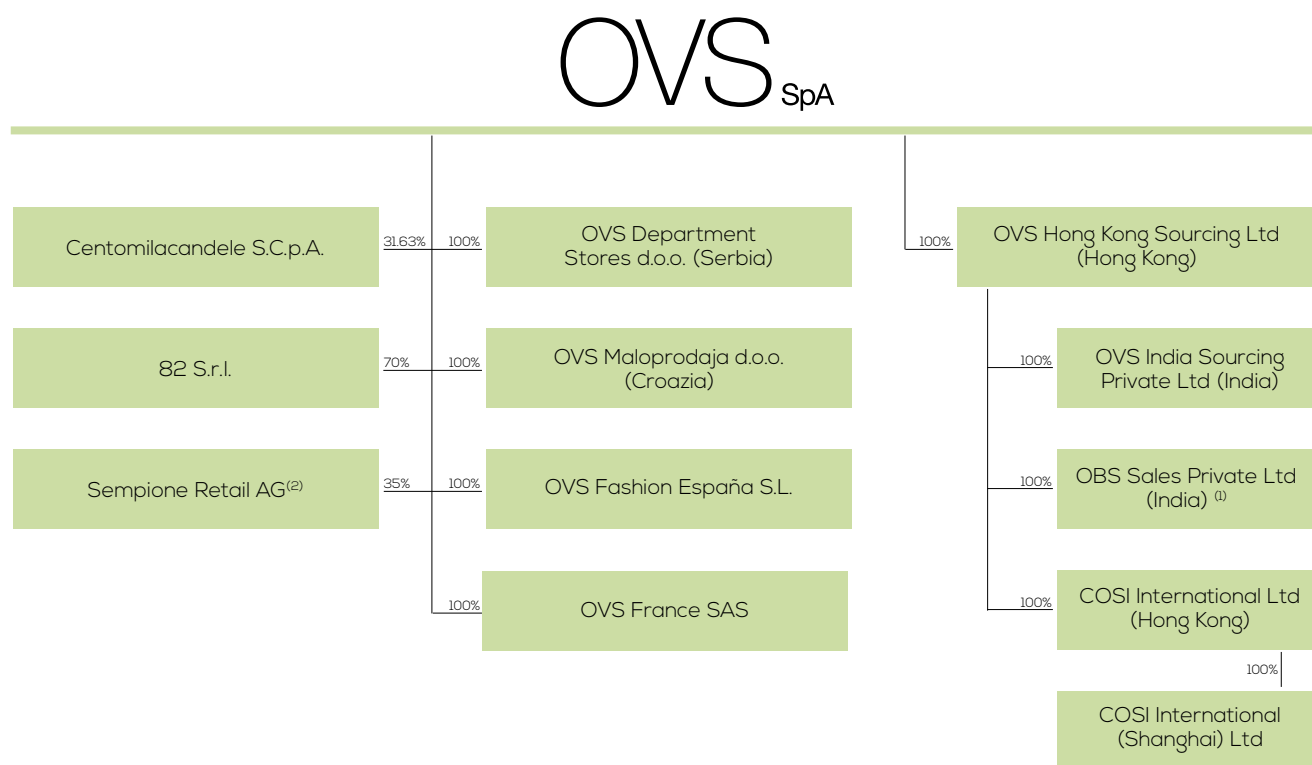 OVS SpA
Centomilacandele S.C.p.A.
31.63%
100%
OVS Department
Stores d.o.o. (Serbia)
82 S.r.l.
70%
100%
OVS Maloprodaja d.o.o.
(Croazia)
Sempione Retail AG(2)
35%
100%
OVS Fashion España S.L.
100%
OVS France SAS
100%
OVS Hong Kong Sourcing Ltd
(Hong Kong)
100%
OVS India Sourcing
Private Ltd (India)
100%
OBS Sales Private Ltd
(India) (1)
100%
COSI International Ltd
(Hong Kong)
100%
COSI International
(Shanghai) Ltd